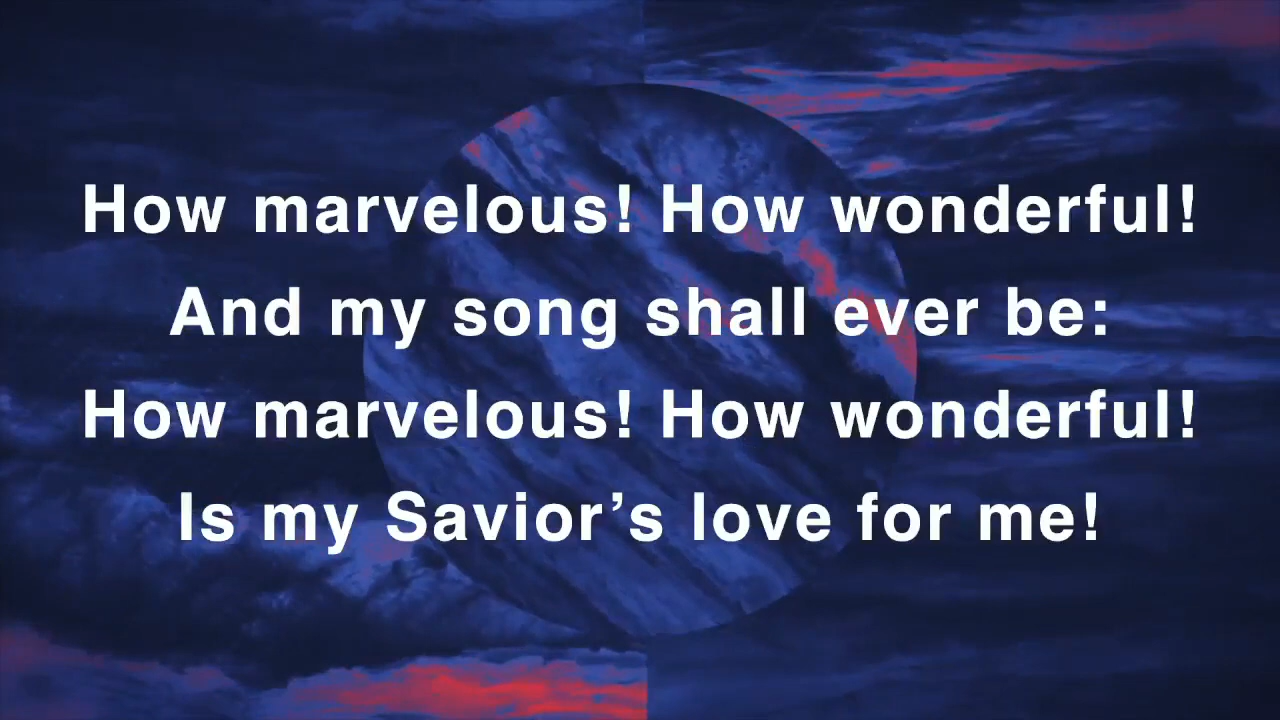 How marvelous! How wonderful!
And my song shall ever be:
How marvelous! How wonderful!
Is my Savior’s love for me!